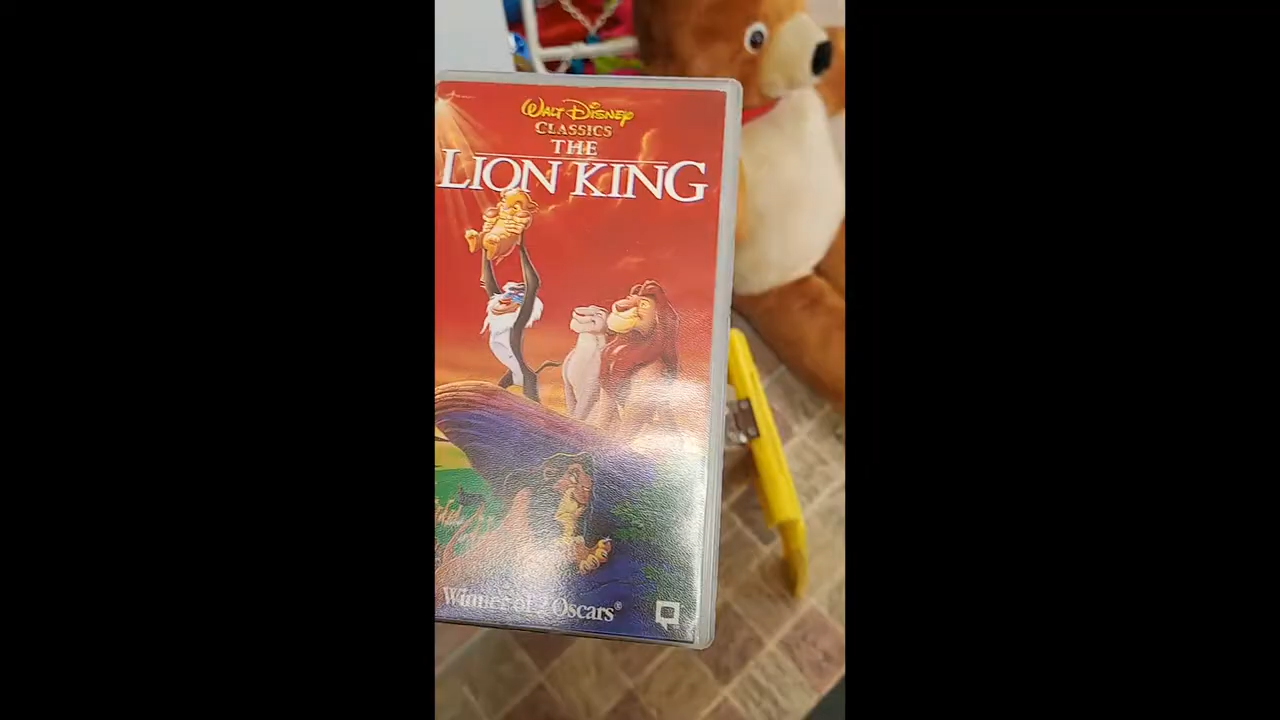 WALT DISNEY
CLASSICS
THE
LION KING
Winner of 2 Oscars®